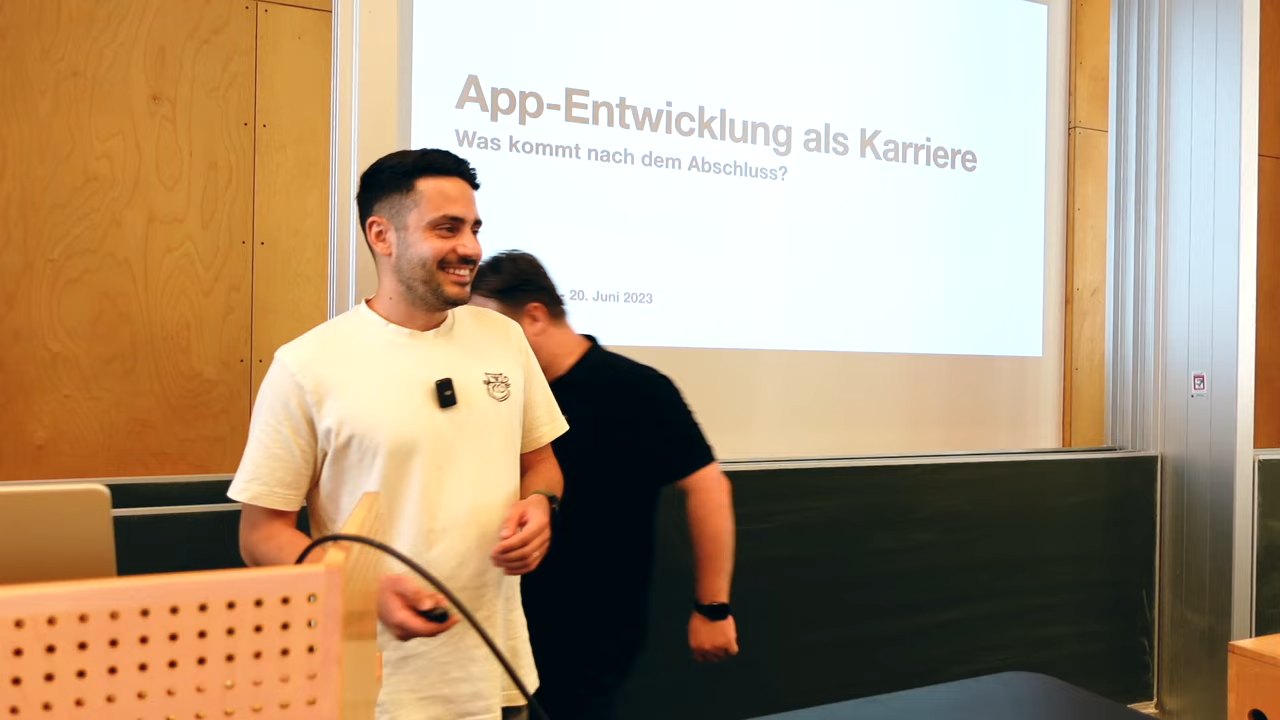 App-Entwicklung als Karriere
Was kommt nach dem Abschluss?
- 20. Juni 2023